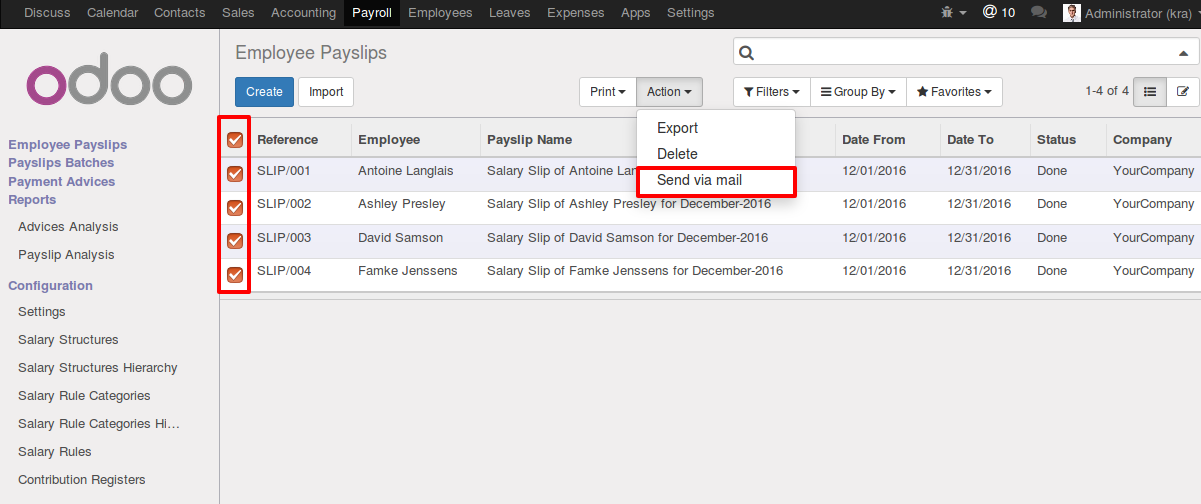 Discuss Calendar Contacts Sales Accounting Payroll Employees Leaves Expenses Apps Settings @ 10 Administrator (kra)
odoo
Employee Payslips
Create Import Print Action Filters Group By Favorites 1-4 of 4
Export
Delete
Send via mail
Employee Payslips
Payslips Batches
Payment Advices
Reports
Advices Analysis
Payslip Analysis
Configuration
Settings
Salary Structures
Salary Structures Hierarchy
Salary Rule Categories
Salary Rule Categories Hi...
Salary Rules
Contribution Registers
Reference Employee Payslip Name Date From Date To Status Company
SLIP/001 Antoine Langlais Salary Slip of Antoine Lang 12/01/2016 12/31/2016 Done YourCompany
SLIP/002 Ashley Presley Salary Slip of Ashley Presley for December-2016 12/01/2016 12/31/2016 Done YourCompany
SLIP/003 David Samson Salary Slip of David Samson for December-2016 12/01/2016 12/31/2016 Done YourCompany
SLIP/004 Famke Jenssens Salary Slip of Famke Jenssens for December-2016 12/01/2016 12/31/2016 Done YourCompany